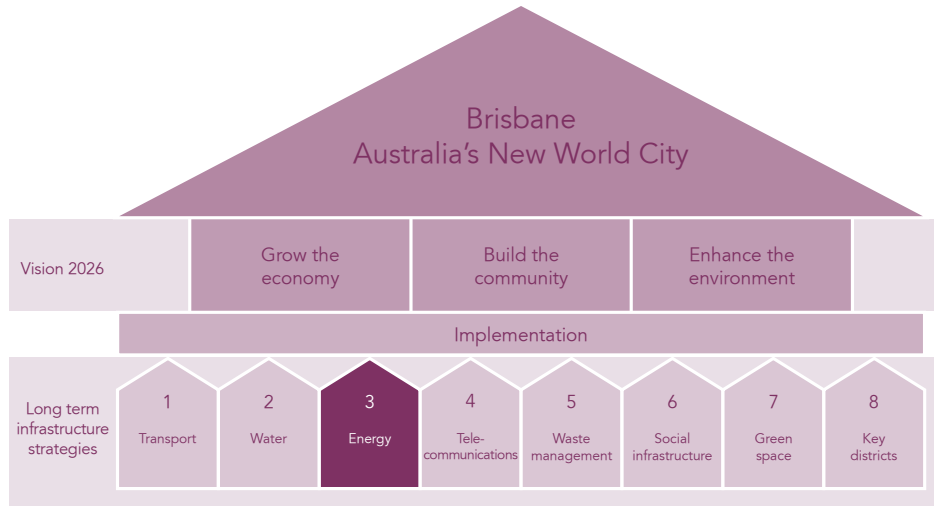 Brisbane
Australia's New World City
Vision 2026
Grow the
economy
Build the
community
Enhance the
environment
Implementation
Long term
infrastructure
strategies
1
Transport
2
Water
3
Energy
4
Tele-
communications
5
Waste
management
6
Social
infrastructure
7
Green
space
8
Key
districts